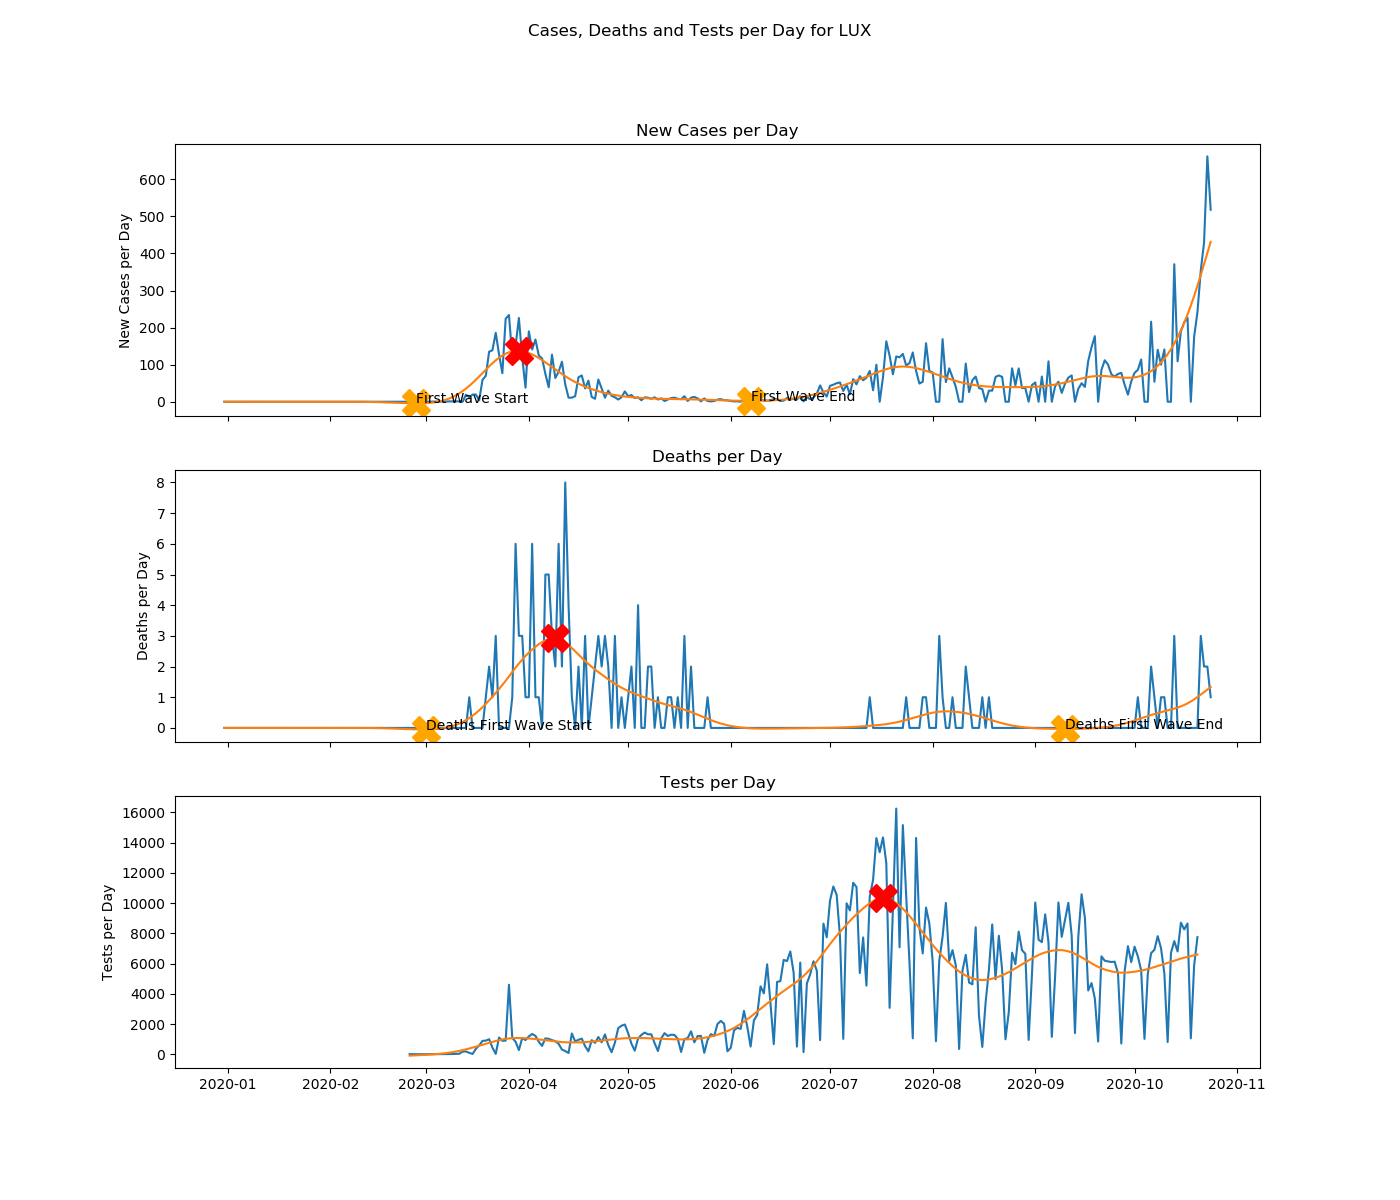 Cases, Deaths and Tests per Day for LUX
New Cases per Day
New Cases per Day
600
500
400
300
200
100
0
First Wave Start
First Wave End
Deaths per Day
Deaths per Day
8
7
6
5
4
3
2
1
0
Deaths First Wave Start
Deaths First Wave End
Tests per Day
Tests per Day
16000
14000
12000
10000
8000
6000
4000
2000
0
2020-01 2020-02 2020-03 2020-04 2020-05 2020-06 2020-07 2020-08 2020-09 2020-10 2020-11